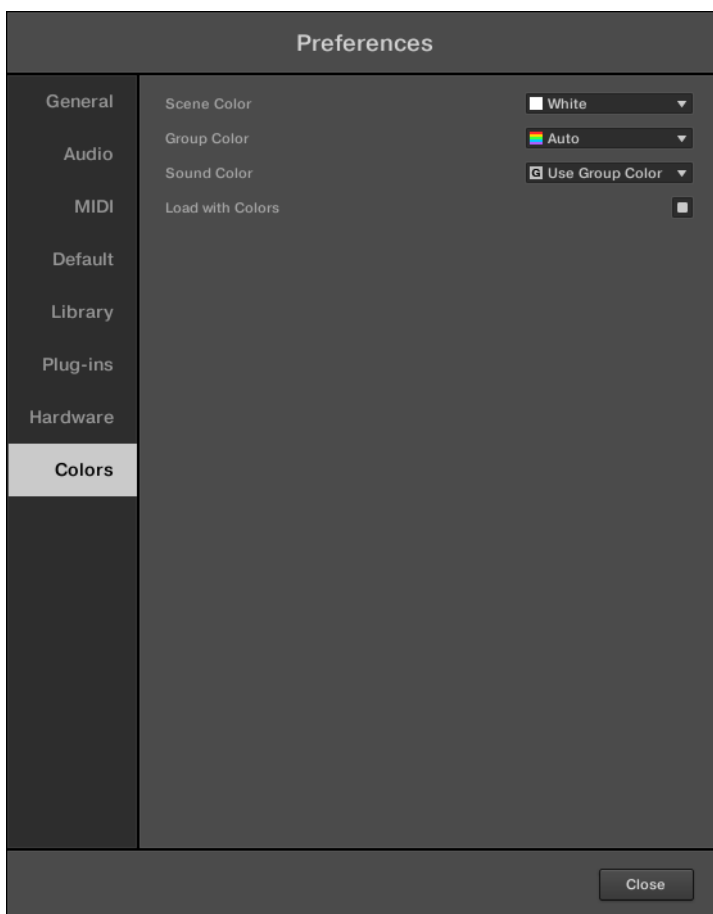 Preferences
General
Audio
MIDI
Default
Library
Plug-ins
Hardware
Colors
Scene Color White
Group Color Auto
Sound Color G Use Group Color
Load with Colors
Close